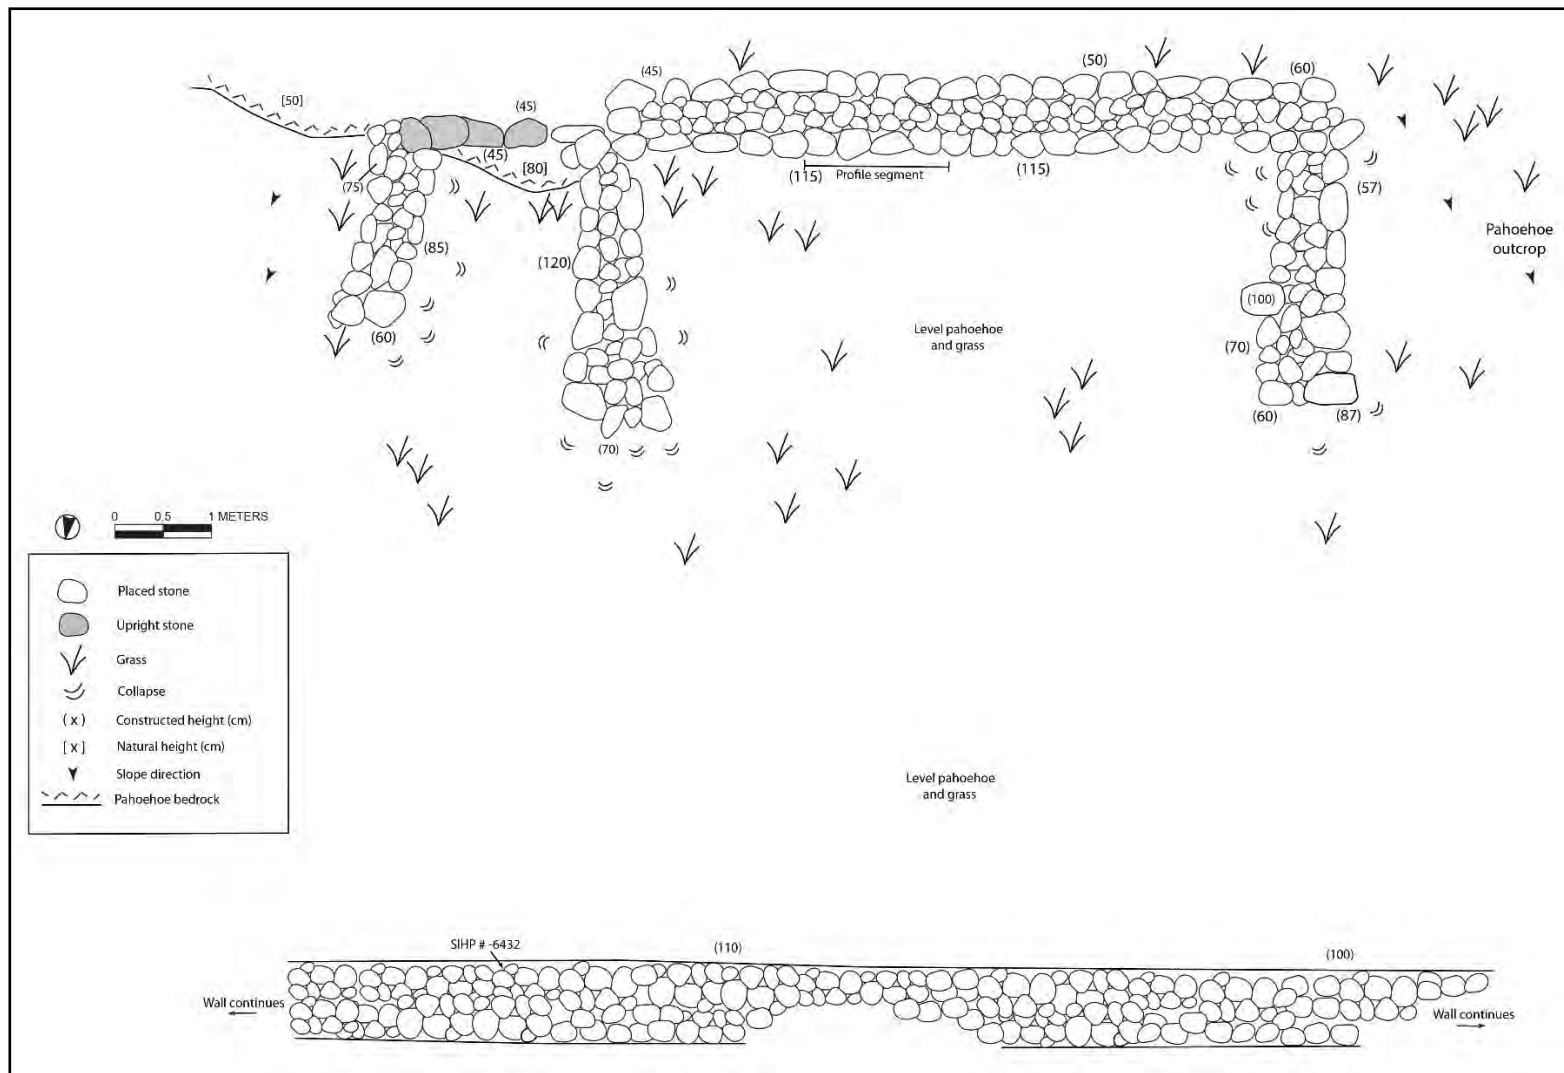 (50)
(60)
(45)
[50]
(45)
(45)
[80]
(75)
(115)
Profile segment
(115)
(57)
(85)
(120)
Pahoehoe
outcrop
(100)
(60)
Level pahoehoe
and grass
(70)
(60)
(87)
(70)
0 0.5 1 METERS
Placed stone
Upright stone
Grass
Collapse
(x) Constructed height (cm)
[x] Natural height (cm)
Slope direction
Pahoehoe bedrock
Level pahoehoe
and grass
SIHP # -6432
(110)
(100)
Wall continues
Wall continues